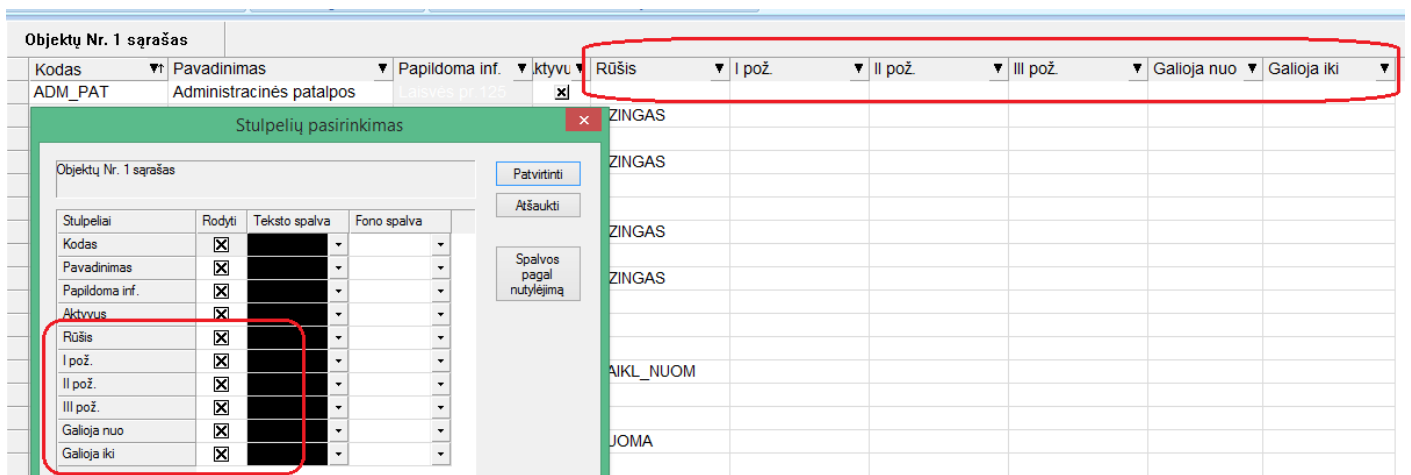 Objektų Nr. 1 sąrašas
Kodas Pavadinimas Papildoma inf. Rūšis I pož. II pož. III pož. Galioja nuo Galioja iki
ADM_PAT Administracinės patalpos Laisvės pr 125
Stulpelių pasirinkimas
ZINGAS
Objektų Nr. 1 sąrašas
Patvirtinti
ZINGAS
Atšaukti
Stulpeliai Rodyti Teksto spalva Fono spalva
Kodas
ZINGAS
Pavadinimas
Spalvos
pagal
nutylėjimą
ZINGAS
Papildoma inf.
Aktyvus
Rūšis
I pož.
AIKL_NUOM
II pož.
III pož.
Galioja nuo
UOMA
Galioja iki